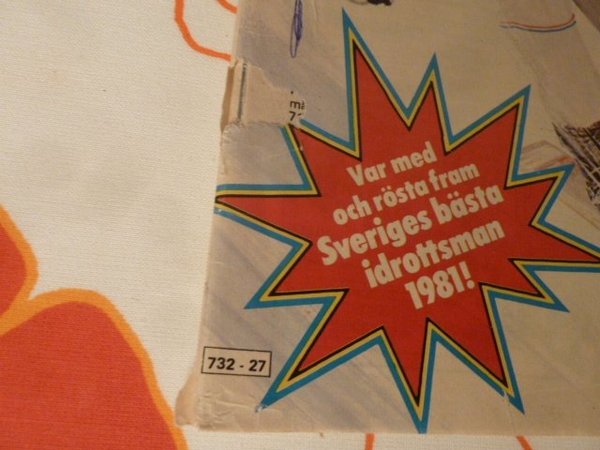 Var med
och rösta fram
Sveriges bästa
idrottsman
1981!
732 - 27